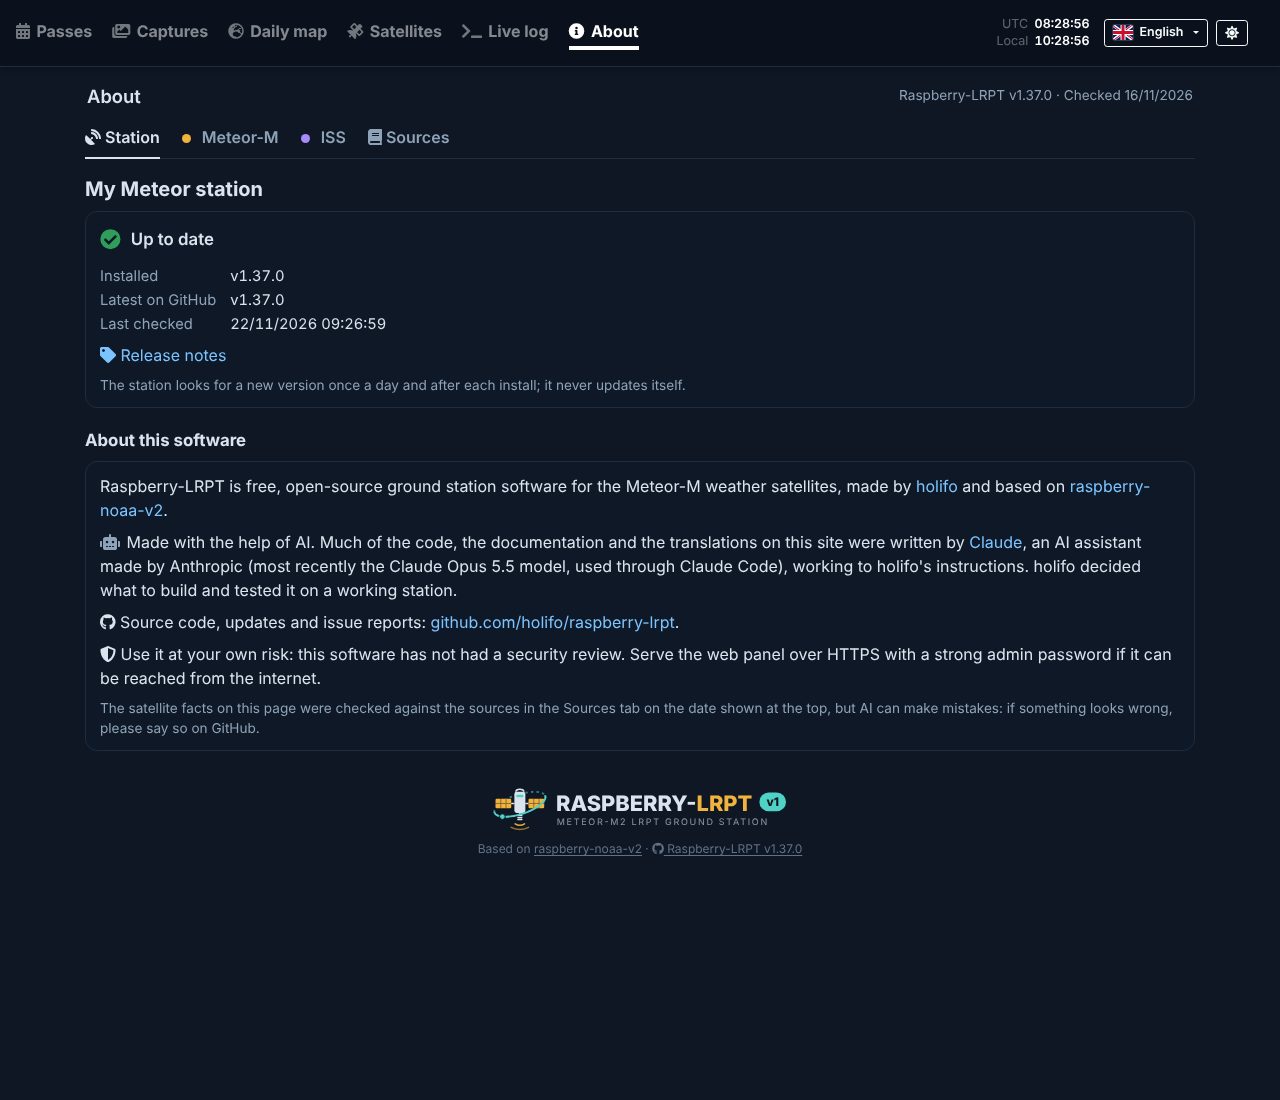 Passes Captures Daily map Satellites Live log About
UTC 08:28:56
Local 10:28:56
English
About
Raspberry-LRPT v1.37.0 · Checked 16/11/2026
Station Meteor-M ISS Sources
My Meteor station
Up to date
Installed v1.37.0
Latest on GitHub v1.37.0
Last checked 22/11/2026 09:26:59
Release notes
The station looks for a new version once a day and after each install; it never updates itself.
About this software
Raspberry-LRPT is free, open-source ground station software for the Meteor-M weather satellites, made by holifo and based on raspberry-
noaa-v2.
Made with the help of AI. Much of the code, the documentation and the translations on this site were written by Claude, an AI assistant
made by Anthropic (most recently the Claude Opus 5.5 model, used through Claude Code), working to holifo's instructions. holifo decided
what to build and tested it on a working station.
Source code, updates and issue reports: github.com/holifo/raspberry-lrpt.
Use it at your own risk: this software has not had a security review. Serve the web panel over HTTPS with a strong admin password if it can
be reached from the internet.
The satellite facts on this page were checked against the sources in the Sources tab on the date shown at the top, but AI can make mistakes: if something looks wrong,
please say so on GitHub.
RASPBERRY-LRPT v1
METEOR-M2 LRPT GROUND STATION
Based on raspberry-noaa-v2 · Raspberry-LRPT v1.37.0